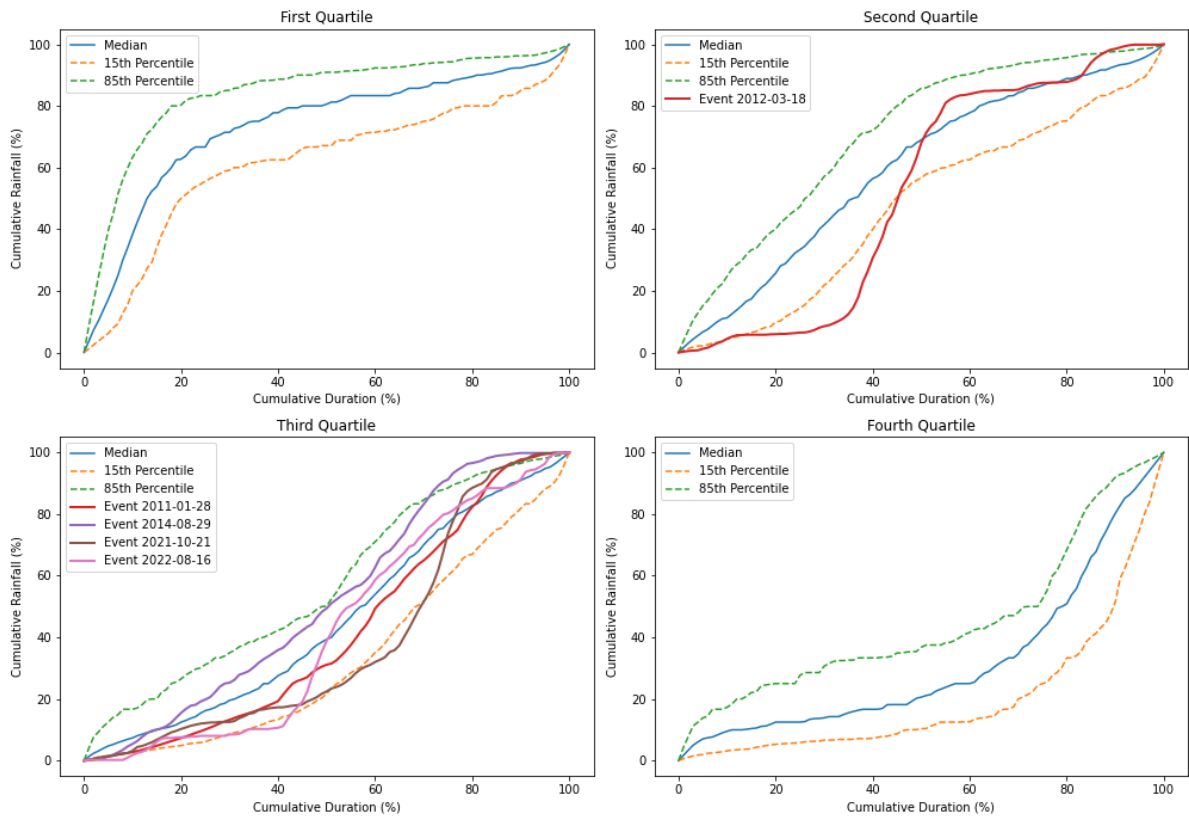 First Quartile
Median
15th Percentile
85th Percentile
Cumulative Rainfall (%)
100
80
60
40
20
0
0 20 40 60 80 100
Cumulative Duration (%)
Second Quartile
Median
15th Percentile
85th Percentile
Event 2012-03-18
Cumulative Rainfall (%)
100
80
60
40
20
0
0 20 40 60 80 100
Cumulative Duration (%)
Third Quartile
Median
15th Percentile
85th Percentile
Event 2011-01-28
Event 2014-08-29
Event 2021-10-21
Event 2022-08-16
Cumulative Rainfall (%)
100
80
60
40
20
0
0 20 40 60 80 100
Cumulative Duration (%)
Fourth Quartile
Median
15th Percentile
85th Percentile
Cumulative Rainfall (%)
100
80
60
40
20
0
0 20 40 60 80 100
Cumulative Duration (%)